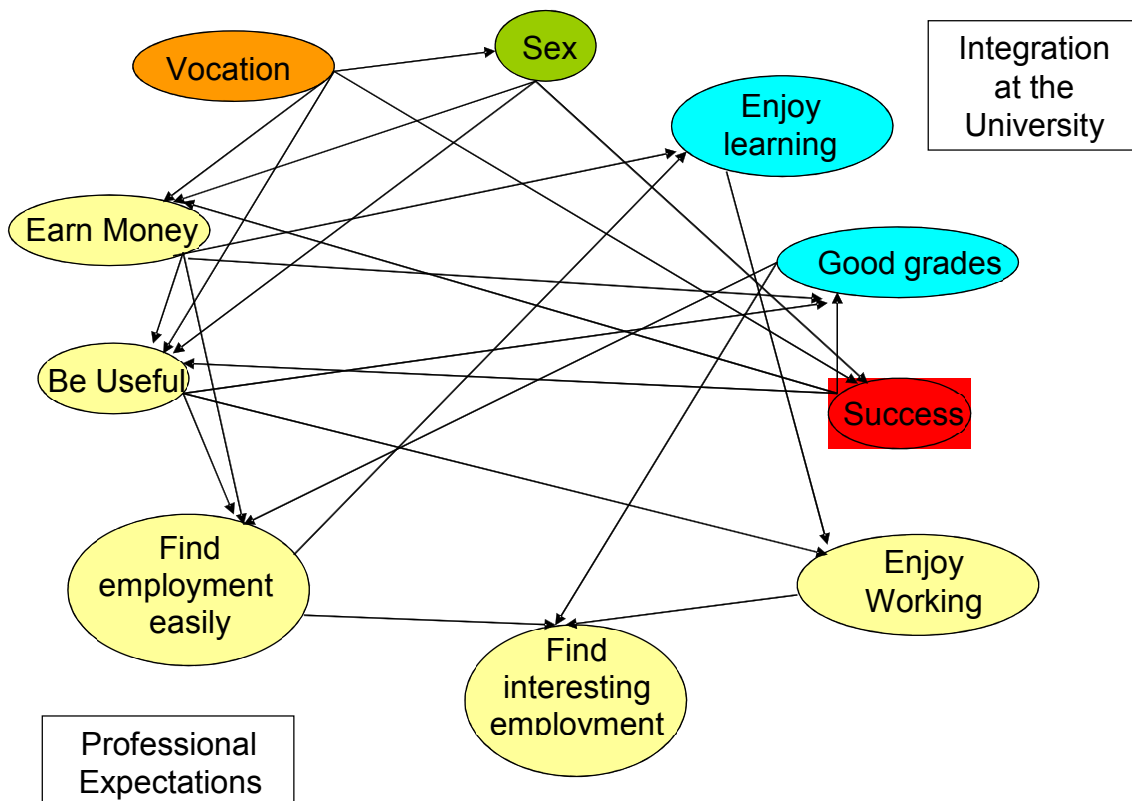 Vocation
Sex
Integration
at the
University
Enjoy
learning
Earn Money
Good grades
Be Useful
Success
Find
employment
easily
Enjoy
Working
Find
interesting
employment
Professional
Expectations